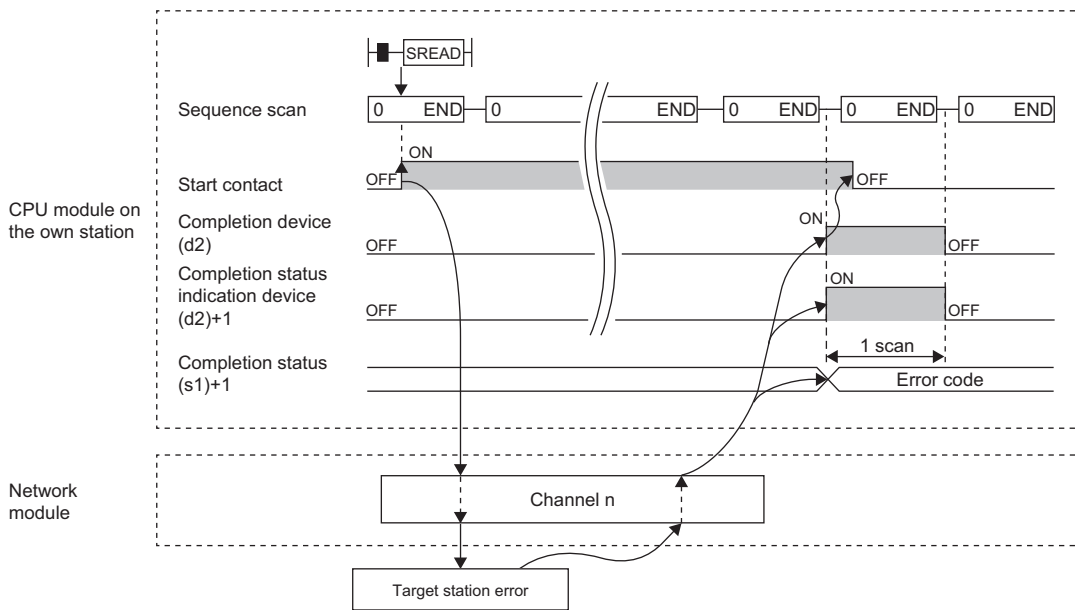 SREAD
Sequence scan
0 END 0 END 0 END 0 END 0 END
ON
Start contact
OFF
OFF
CPU module on
the own station
Completion device
(d2)
ON
OFF
OFF
Completion status
indication device
(d2)+1
ON
OFF
OFF
1 scan
Completion status
(s1)+1
Error code
Network
module
Channel n
Target station error